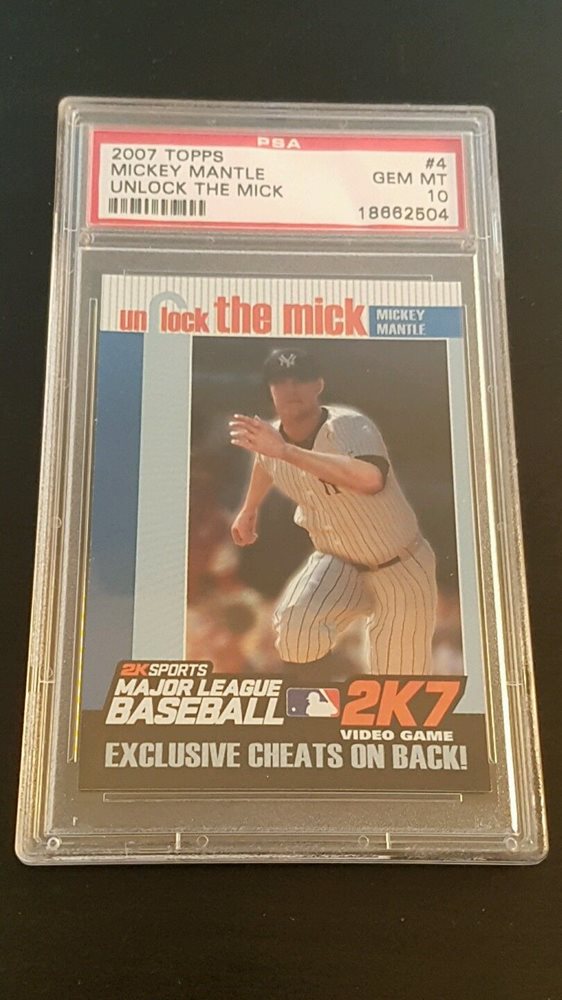 PSA
2007 TOPPS #4
MICKEY MANTLE GEM MT
UNLOCK THE MICK 10
18662504
unlock the mick MICKEY
MANTLE
NY
2K SPORTS
MAJOR LEAGUE
BASEBALL 2K7
VIDEO GAME
EXCLUSIVE CHEATS ON BACK!